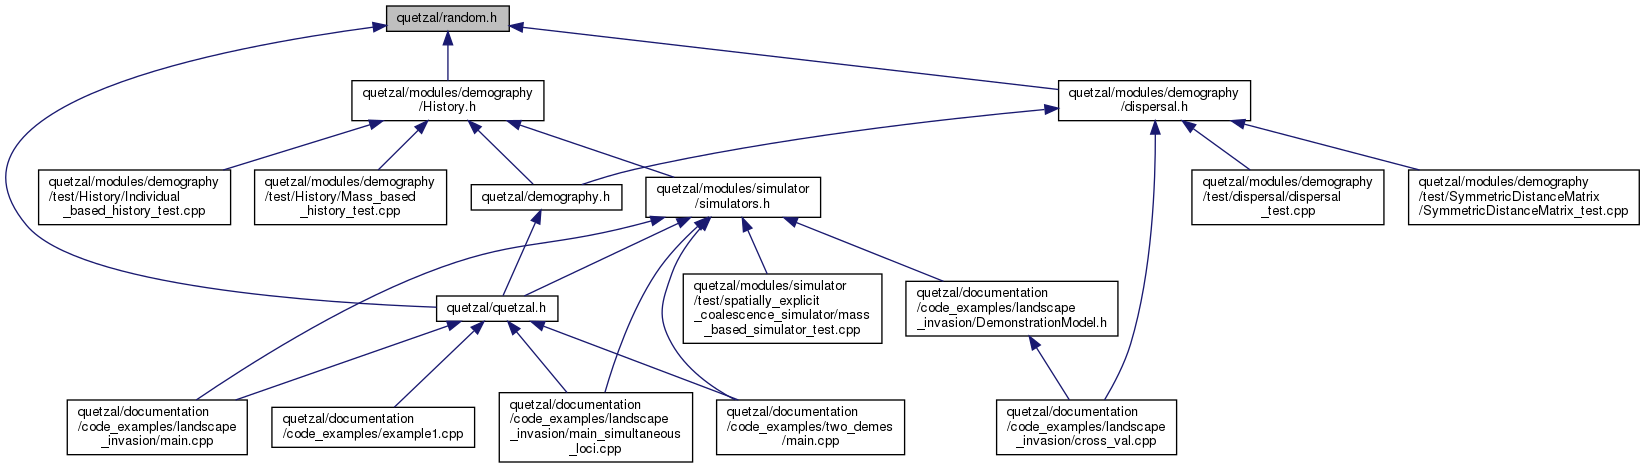 quetzal/random.h
quetzal/modules/demography
/History.h
quetzal/modules/demography
/dispersal.h
quetzal/modules/demography
/test/History/Individual
_based_history_test.cpp
quetzal/modules/demography
/test/History/Mass_based
_history_test.cpp
quetzal/demography.h
quetzal/modules/simulator
/simulators.h
quetzal/modules/demography
/test/dispersal/dispersal
_test.cpp
quetzal/modules/demography
/test/SymmetricDistanceMatrix
/SymmetricDistanceMatrix_test.cpp
quetzal/quetzal.h
quetzal/modules/simulator
/test/spatially_explicit
_coalescence_simulator/mass
_based_simulator_test.cpp
quetzal/documentation
/code_examples/landscape
_invasion/DemonstrationModel.h
quetzal/documentation
/code_examples/landscape
_invasion/main.cpp
quetzal/documentation
/code_examples/example1.cpp
quetzal/documentation
/code_examples/landscape
_invasion/main_simultaneous
_loci.cpp
quetzal/documentation
/code_examples/two_demes
/main.cpp
quetzal/documentation
/code_examples/landscape
_invasion/cross_val.cpp